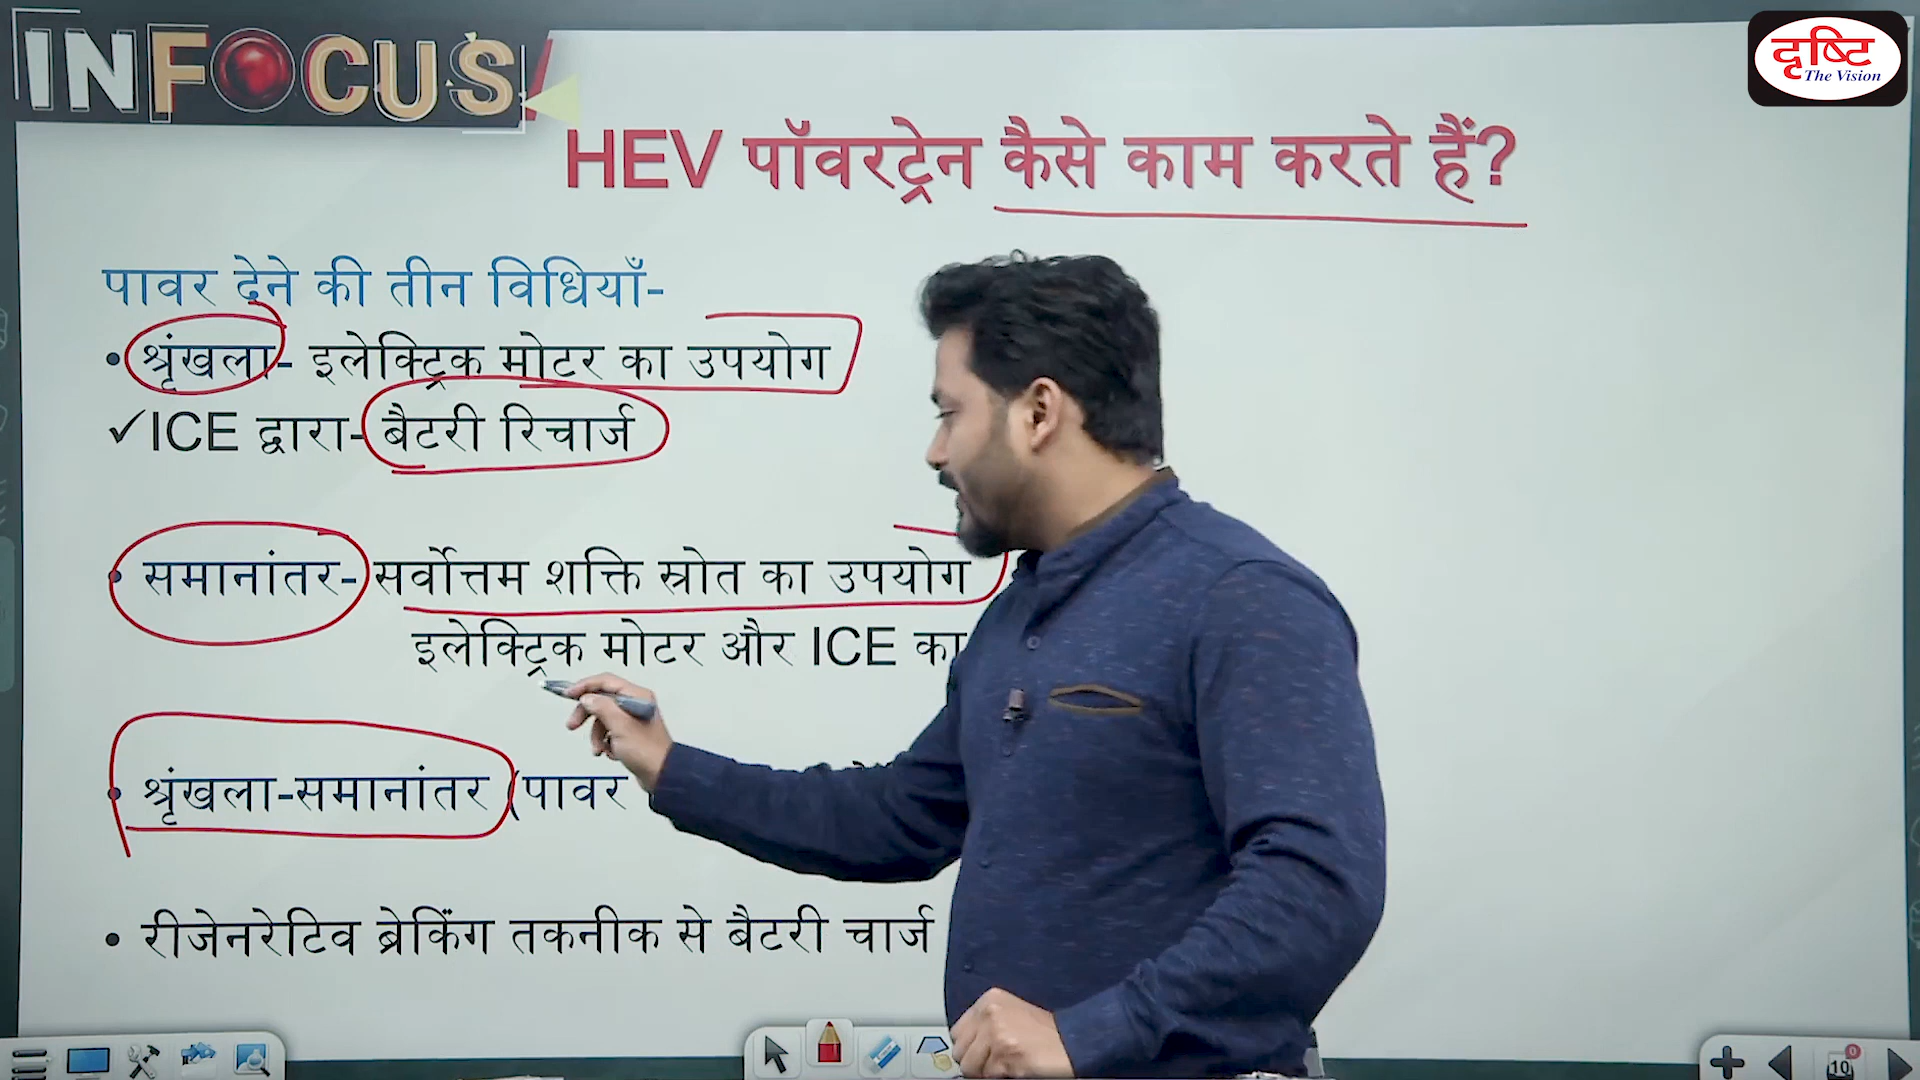 INFOCUS
दृष्टि
The Vision
HEV पॉवरट्रेन कैसे काम करते हैं?
पावर देने की तीन विधियाँ-
• श्रृंखला- इलेक्ट्रिक मोटर का उपयोग
✓ICE द्वारा- बैटरी रिचार्ज
• समानांतर- सर्वोत्तम शक्ति स्रोत का उपयोग
इलेक्ट्रिक मोटर और ICE का
• श्रृंखला-समानांतर (पावर
• रीजेनरेटिव ब्रेकिंग तकनीक से बैटरी चार्ज
10
0